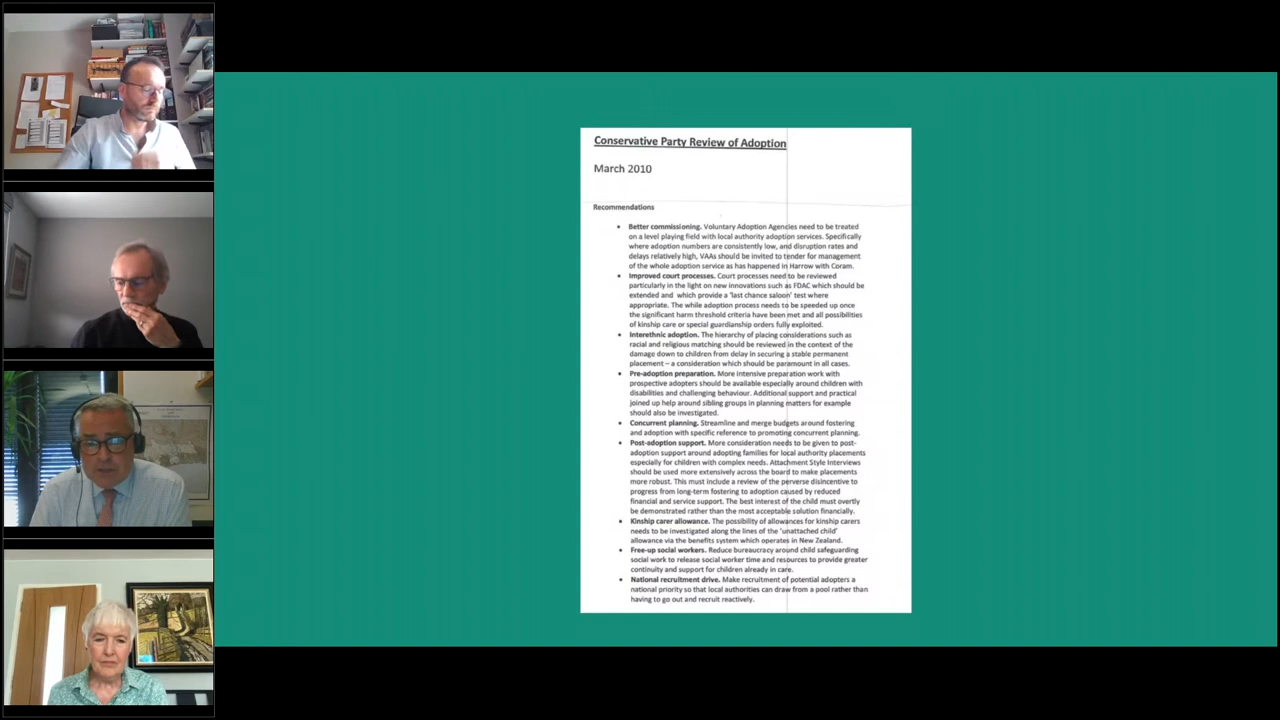 Conservative Party Review of Adoption
March 2010
Recommendations
• Better commissioning. Voluntary Adoption Agencies need to be treated
on a level playing field with local authority adoption services. Specifically
where adoption numbers are consistently low, and disruption rates and
delays relatively high, VAAs should be invited to tender for management
of the whole adoption service as has happened in Harrow with Coram.
• Improved court processes. Court processes need to be reviewed
particularly in the light on new innovations such as FDAC which should be
extended and which provide a 'last chance saloon' test where
appropriate. The while adoption process needs to be speeded up once
the significant harm threshold criteria have been met and all possibilities
of kinship care or special guardianship orders fully exploited.
• Interethnic adoption. The hierarchy of placing considerations such as
racial and religious matching should be reviewed in the context of the
damage down to children from delay in securing a stable permanent
placement – a consideration which should be paramount in all cases.
• Pre-adoption preparation. More intensive preparation work with
prospective adopters should be available especially around children with
disabilities and challenging behaviour. Additional support and practical
joined up help around sibling groups in planning matters for example
should also be investigated.
• Concurrent planning. Streamline and merge budgets around fostering
and adoption with specific reference to promoting concurrent planning.
• Post-adoption support. More consideration needs to be given to post-
adoption support around adopting families for local authority placements
especially for children with complex needs. Attachment Style Interviews
should be used more extensively across the board to make placements
more robust. This must include a review of the perverse disincentive to
progress from long-term fostering to adoption caused by reduced
financial and service support. The best interest of the child must overtly
be demonstrated rather than the most acceptable solution financially.
• Kinship carer allowance. The possibility of allowances for kinship carers
needs to be investigated along the lines of the 'unattached child'
allowance via the benefits system which operates in New Zealand.
• Free-up social workers. Reduce bureaucracy around child safeguarding
social work to release social worker time and resources to provide greater
continuity and support for children already in care.
• National recruitment drive. Make recruitment of potential adopters a
national priority so that local authorities can draw from a pool rather than
having to go out and recruit reactively.